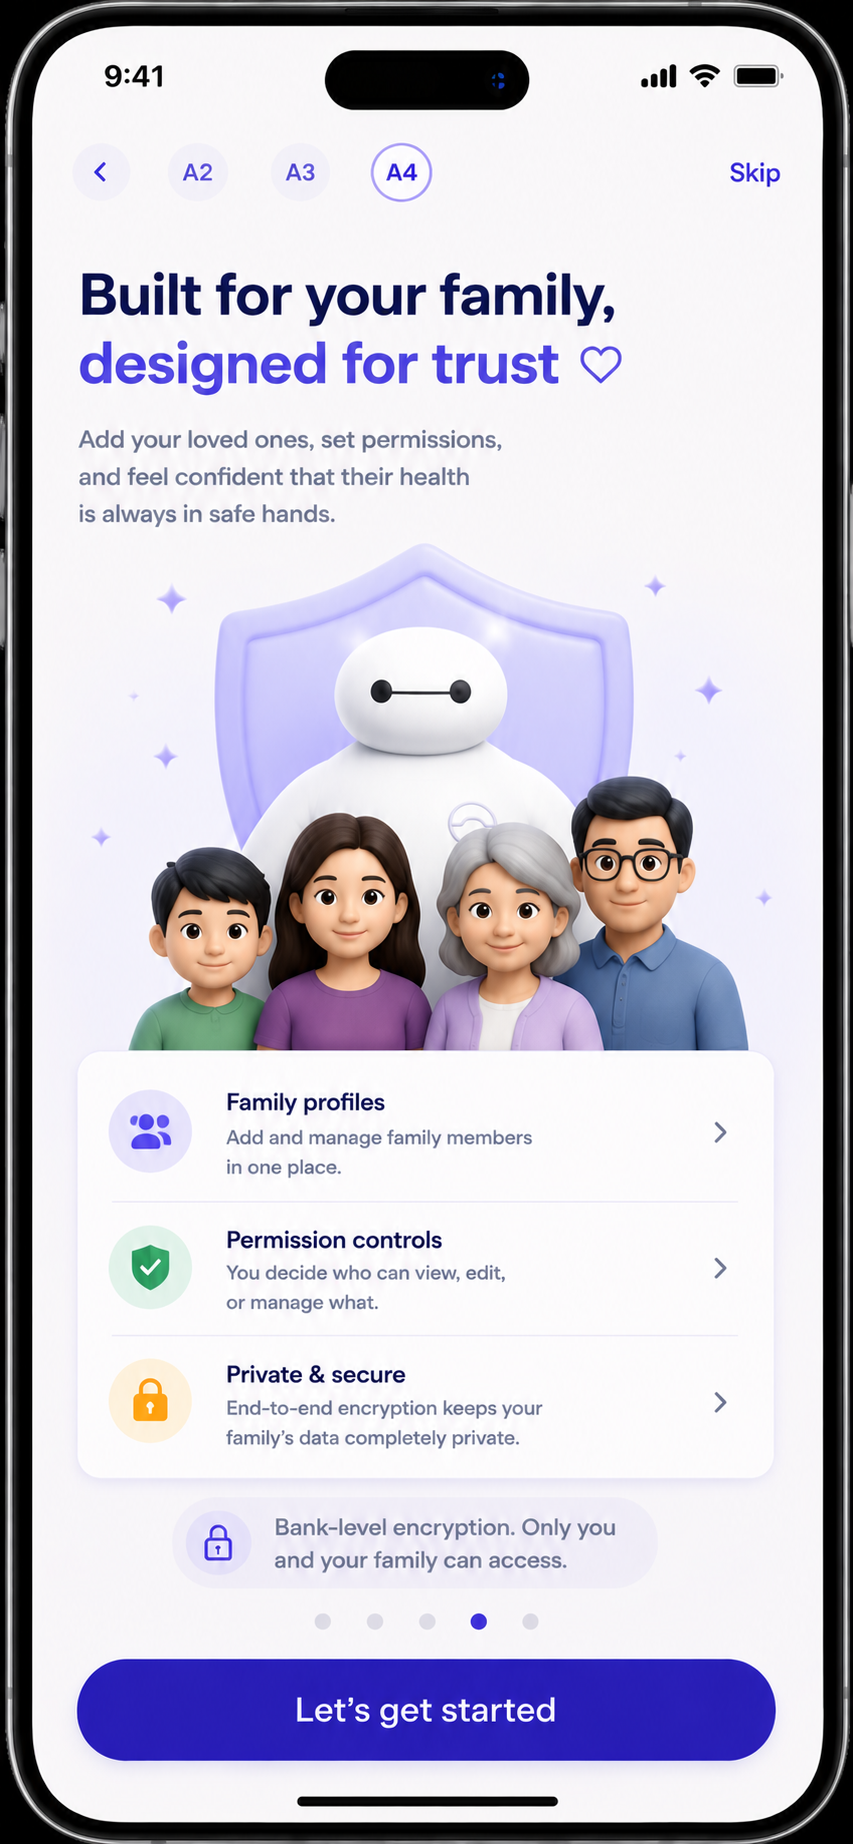 9:41
A2 A3 A4 Skip
Built for your family,
designed for trust
Add your loved ones, set permissions,
and feel confident that their health
is always in safe hands.
Family profiles
Add and manage family members
in one place.
Permission controls
You decide who can view, edit,
or manage what.
Private & secure
End-to-end encryption keeps your
family’s data completely private.
Bank-level encryption. Only you
and your family can access.
Let’s get started